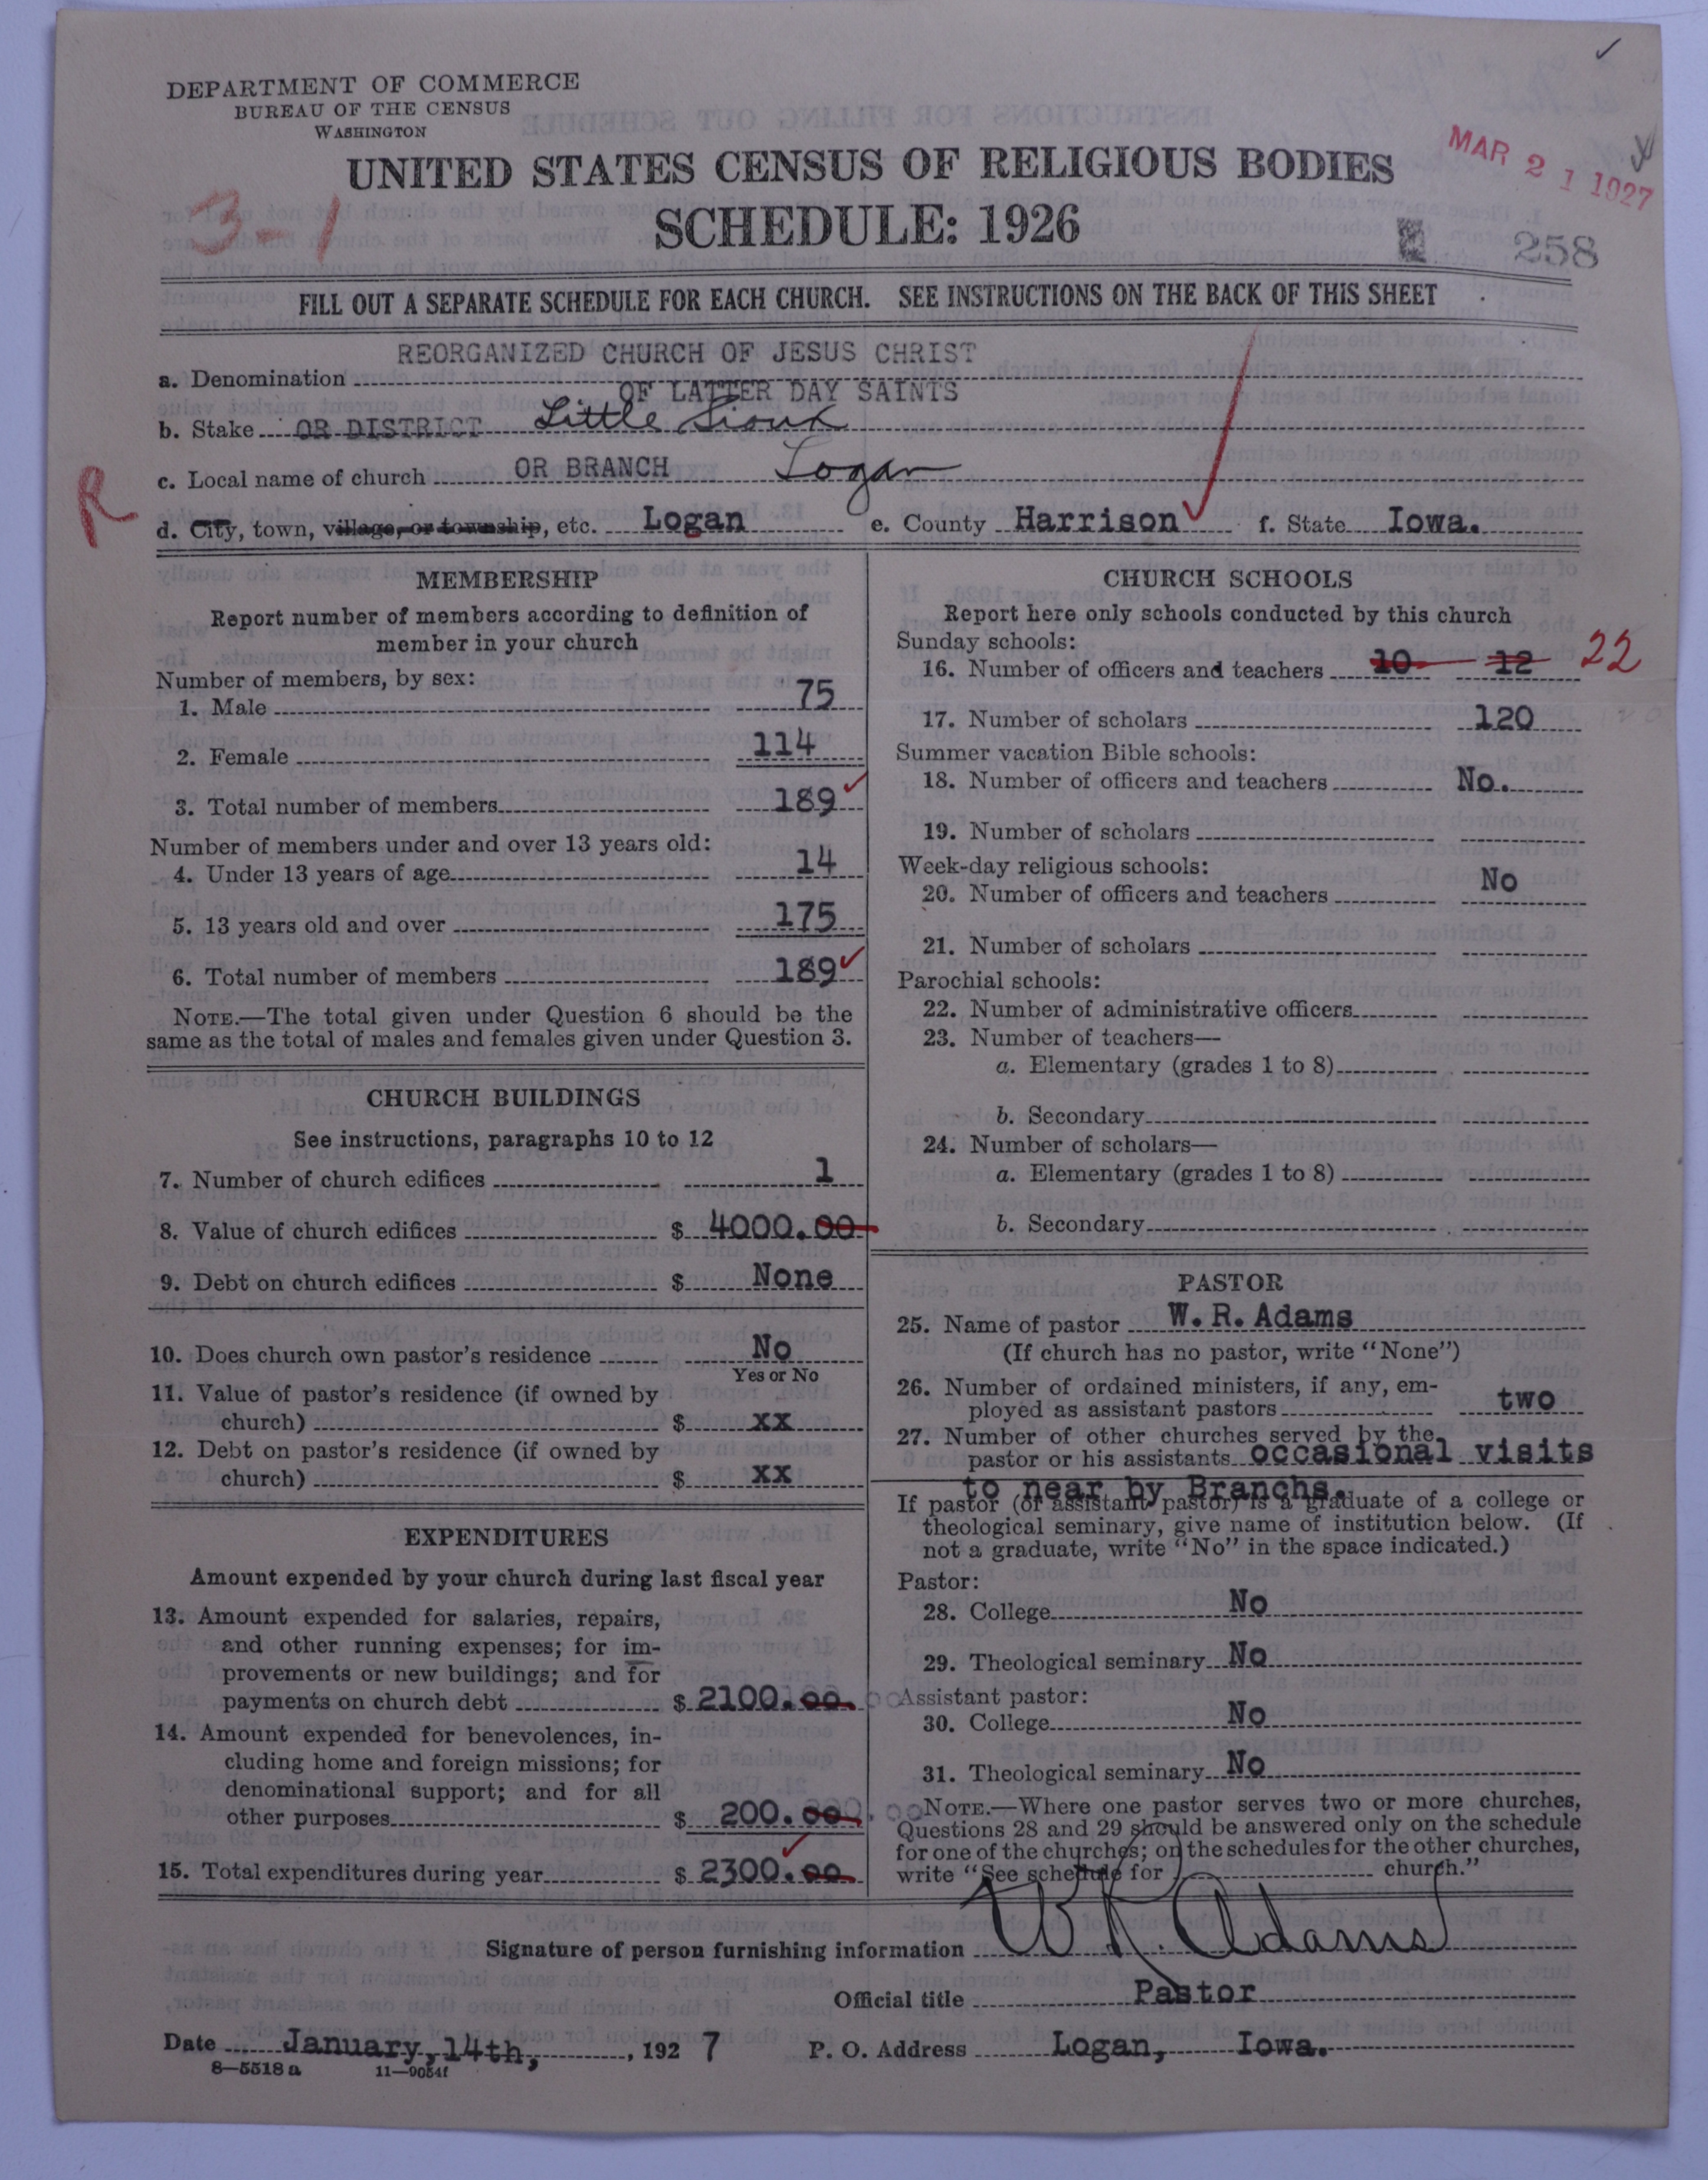 DEPARTMENT OF COMMERCE
BUREAU OF THE CENSUS
WASHINGTON
UNITED STATES CENSUS OF RELIGIOUS BODIES
SCHEDULE: 1926
MAR 21 1927
3-1
258
FILL OUT A SEPARATE SCHEDULE FOR EACH CHURCH. SEE INSTRUCTIONS ON THE BACK OF THIS SHEET
REORGANIZED CHURCH OF JESUS CHRIST
a. Denomination
OF LATTER DAY SAINTS
b. Stake OR DISTRICT Little Sioux
R
c. Local name of church OR BRANCH Logan
d. City, town, village, or township, etc. Logan e. County Harrison f. State Iowa.
MEMBERSHIP
Report number of members according to definition of
member in your church
Number of members, by sex:
1. Male 75
2. Female 114
3. Total number of members 189
Number of members under and over 13 years old:
4. Under 13 years of age 14
5. 13 years old and over 175
6. Total number of members 189
NOTE.—The total given under Question 6 should be the
same as the total of males and females given under Question 3.
CHURCH BUILDINGS
See instructions, paragraphs 10 to 12
7. Number of church edifices 1
8. Value of church edifices $ 4000.00
9. Debt on church edifices $ None
10. Does church own pastor's residence No
Yes or No
11. Value of pastor's residence (if owned by
church) $ xx
12. Debt on pastor's residence (if owned by
church) $ xx
EXPENDITURES
Amount expended by your church during last fiscal year
13. Amount expended for salaries, repairs,
and other running expenses; for im-
provements or new buildings; and for
payments on church debt $ 2100.00
14. Amount expended for benevolences, in-
cluding home and foreign missions; for
denominational support; and for all
other purposes $ 200.00
15. Total expenditures during year $ 2300.00
CHURCH SCHOOLS
Report here only schools conducted by this church
Sunday schools:
16. Number of officers and teachers 10 12 22
17. Number of scholars 120
Summer vacation Bible schools:
18. Number of officers and teachers No.
19. Number of scholars
Week-day religious schools:
20. Number of officers and teachers No
21. Number of scholars
Parochial schools:
22. Number of administrative officers
23. Number of teachers—
a. Elementary (grades 1 to 8)
b. Secondary
24. Number of scholars—
a. Elementary (grades 1 to 8)
b. Secondary
PASTOR
25. Name of pastor W. R. Adams
(If church has no pastor, write "None")
26. Number of ordained ministers, if any, em-
ployed as assistant pastors two
27. Number of other churches served by the
pastor or his assistants occasional visits
to near by Branchs.
If pastor (or assistant pastor) is a graduate of a college or
theological seminary, give name of institution below. (If
not a graduate, write "No" in the space indicated.)
Pastor:
28. College No
29. Theological seminary No
Assistant pastor:
30. College No
31. Theological seminary No
NOTE.—Where one pastor serves two or more churches,
Questions 28 and 29 should be answered only on the schedule
for one of the churches; on the schedules for the other churches,
write "See schedule for church."
Signature of person furnishing information W R. Adams
Official title Pastor
Date January, 14th, , 1927 P. O. Address Logan, Iowa.
8—5518 a 11—9054f